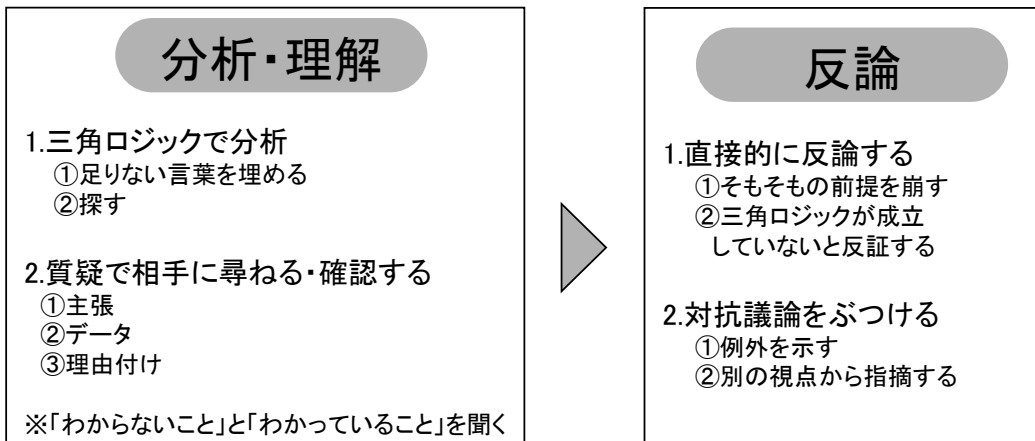 分析・理解
1.三角ロジックで分析
①足りない言葉を埋める
②探す
2.質疑で相手に尋ねる・確認する
①主張
②データ
③理由付け
※「わからないこと」と「わかっていること」を聞く
反論
1.直接的に反論する
①そもそもの前提を崩す
②三角ロジックが成立
していないと反証する
2.対抗議論をぶつける
①例外を示す
②別の視点から指摘する